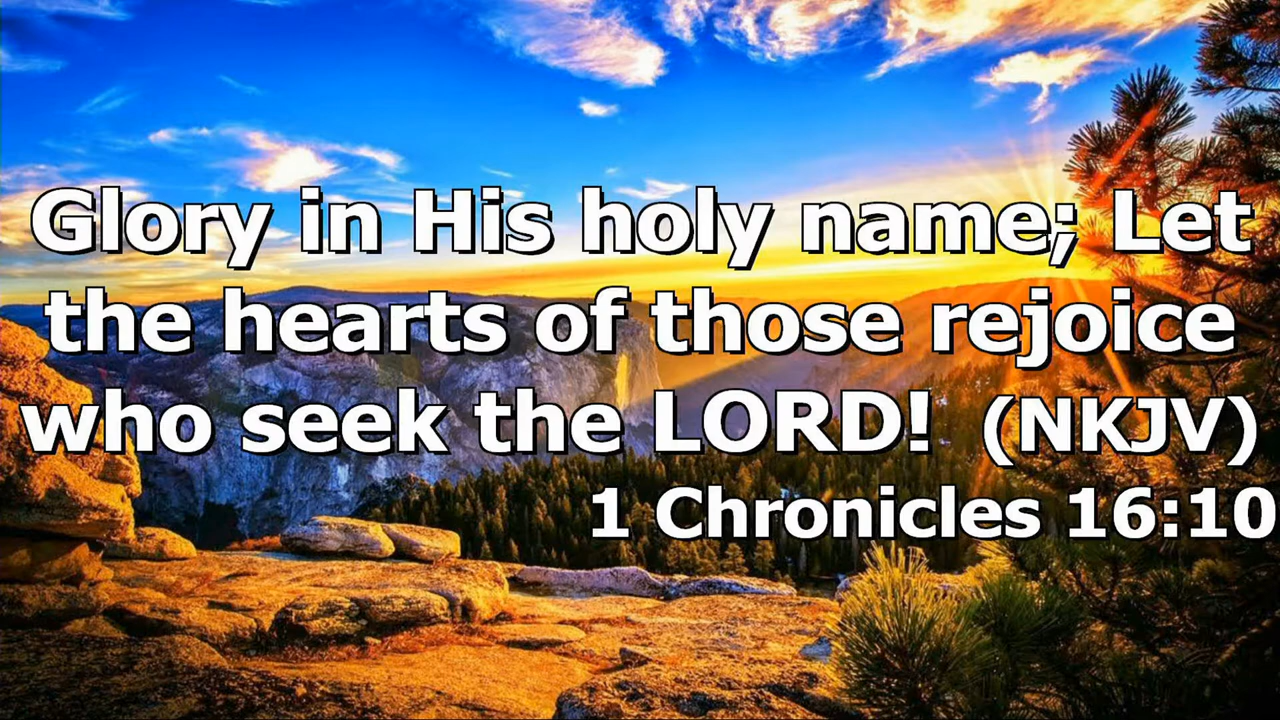 Glory in His holy name; Let
the hearts of those rejoice
who seek the LORD! (NKJV)
1 Chronicles 16:10